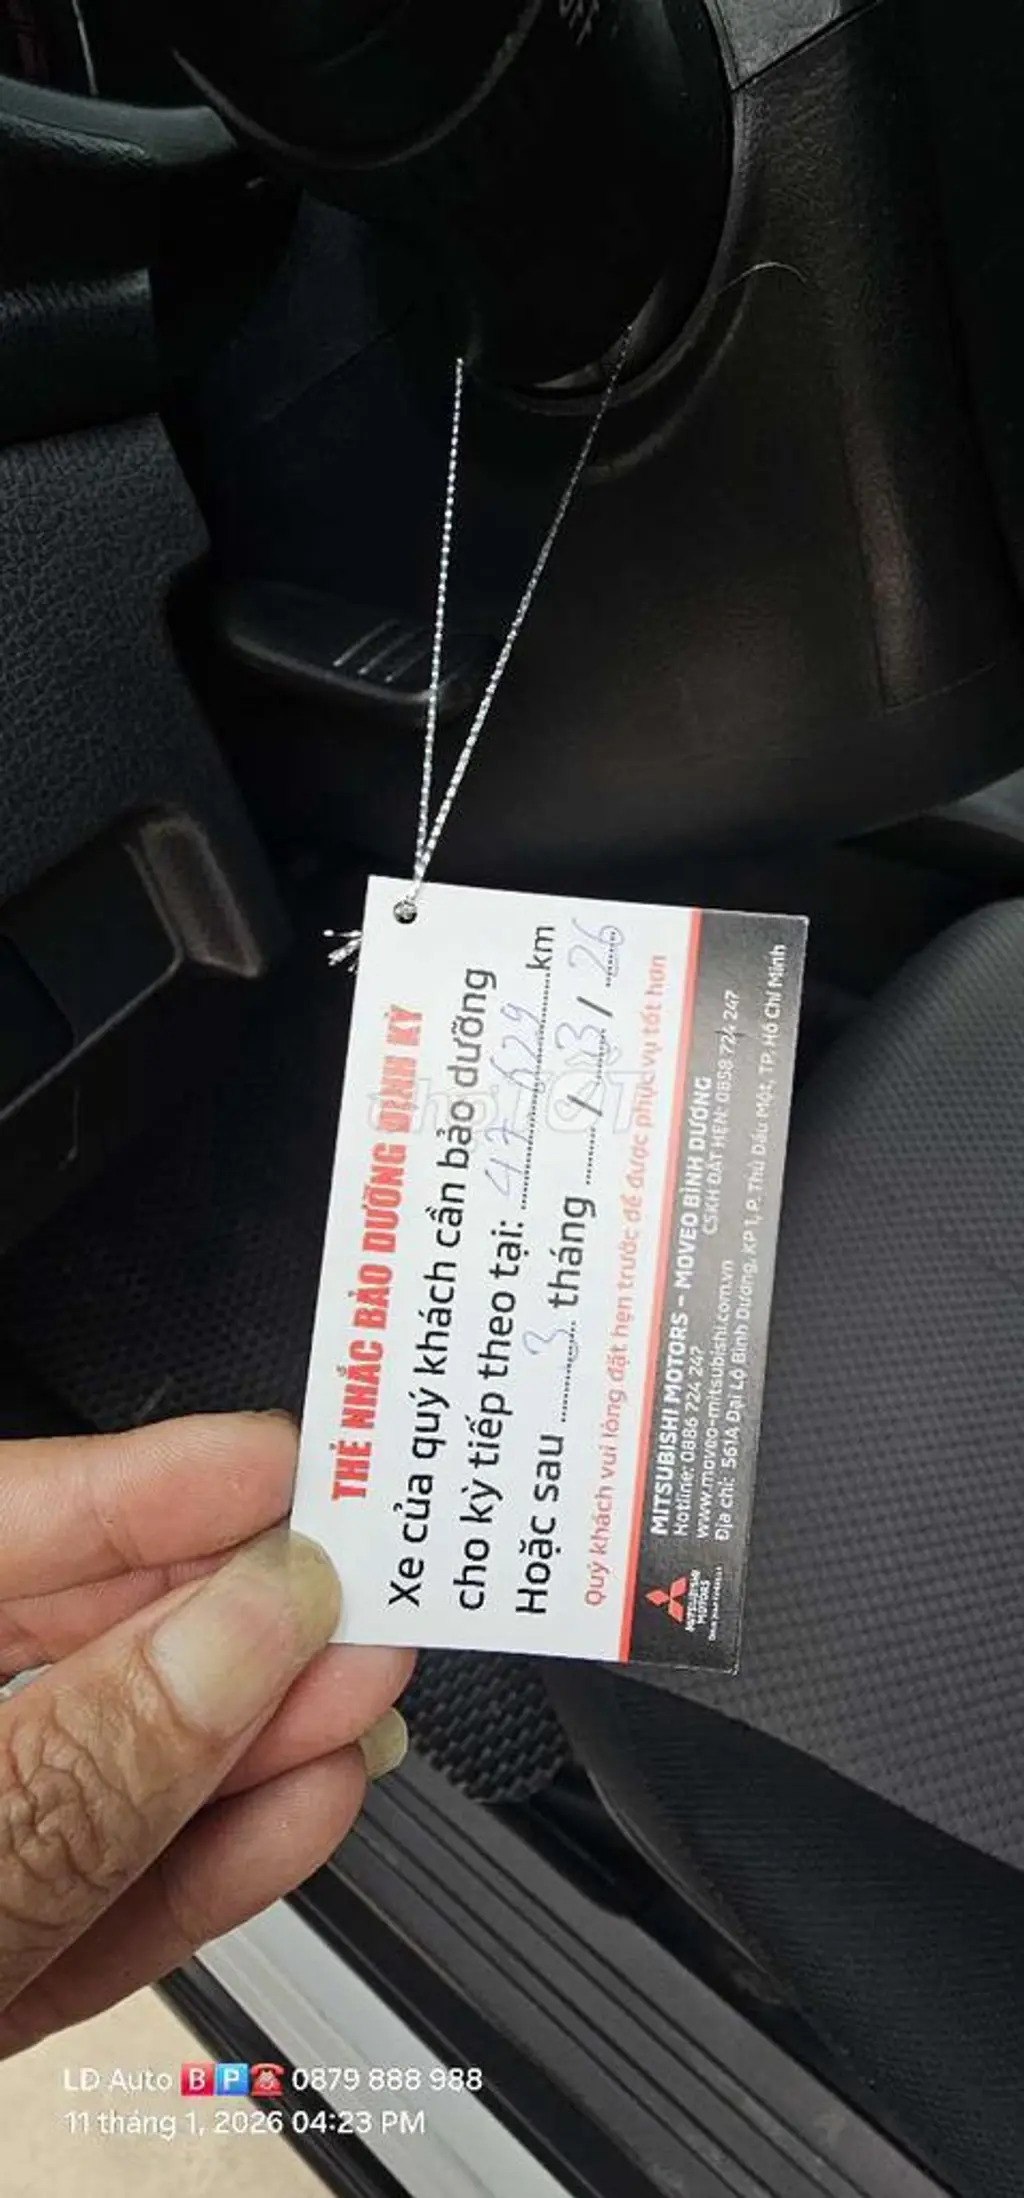 THẺ NHẮC BẢO DƯỠNG ĐỊNH KỲ
Xe của quý khách cần bảo dưỡng
cho kỳ tiếp theo tại: 47 629 km
Hoặc sau 3 tháng / 3 / 26
Quý khách vui lòng đặt hẹn trước để được phục vụ tốt hơn
MITSUBISHI MOTORS
MITSUBISHI MOTORS – MOVEO BÌNH DƯƠNG
Hotline: 0886 724 247 CSKH ĐẶT HẸN: 0858 724 247
www.moveo-mitsubishi.com.vn
Địa chỉ: 561A Đại Lộ Bình Dương, KP 1, P. Thủ Dầu Một, TP. Hồ Chí Minh
chợTỐT
LD Auto 🅱️🅿️☎️ 0879 888 988
11 tháng 1, 2026 04:23 PM